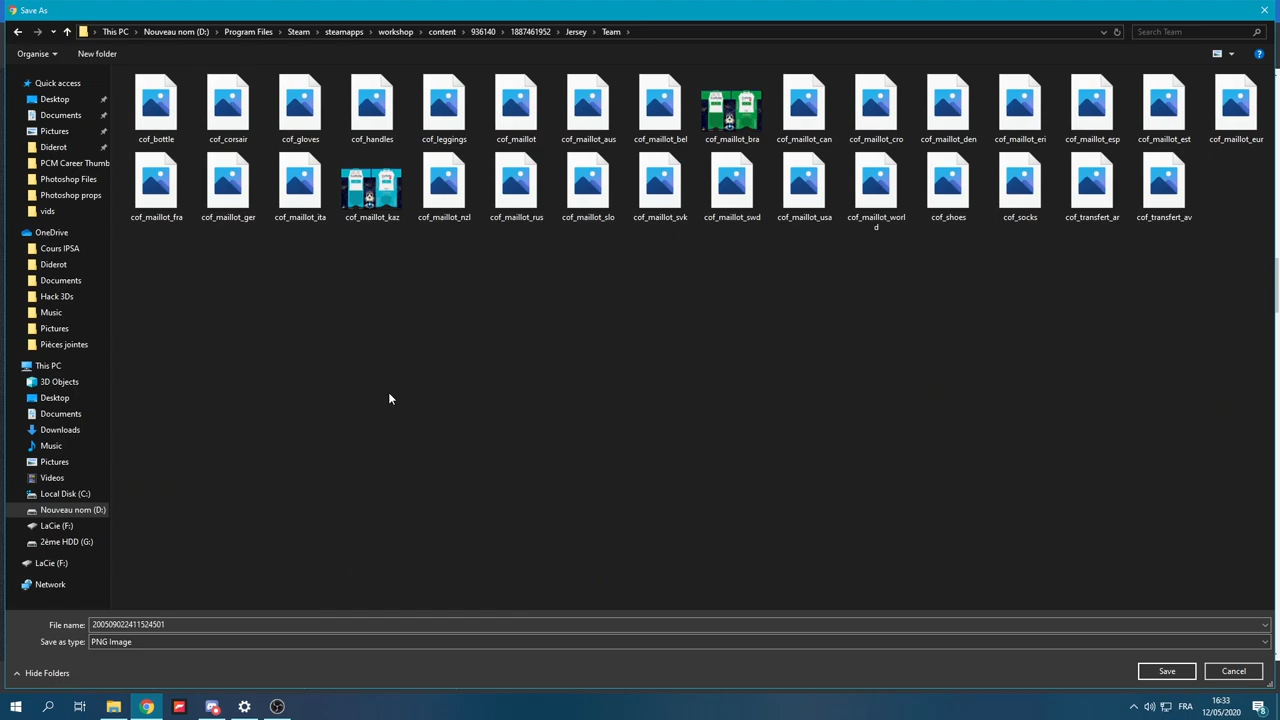 Save As
This PC > Nouveau nom (D:) > Program Files > Steam > steamapps > workshop > content > 936140 > 1887461952 > Jersey > Team >
Search Team
Organise
New folder
Quick access
Desktop
Documents
Pictures
Diderot
PCM Career Thumb
Photoshop Files
Photoshop props
vids
OneDrive
Cours IPSA
Diderot
Documents
Hack 3Ds
Music
Pictures
Pièces jointes
This PC
3D Objects
Desktop
Documents
Downloads
Music
Pictures
Videos
Local Disk (C:)
Nouveau nom (D:)
LaCie (F:)
2ème HDD (G:)
LaCie (F:)
Network
cof_bottle
cof_corsair
cof_gloves
cof_handles
cof_leggings
cof_maillot
cof_maillot_aus
cof_maillot_bel
cof_maillot_bra
cof_maillot_can
cof_maillot_cro
cof_maillot_den
cof_maillot_eri
cof_maillot_esp
cof_maillot_est
cof_maillot_eur
cof_maillot_fra
cof_maillot_ger
cof_maillot_ita
cof_maillot_kaz
cof_maillot_nzl
cof_maillot_rus
cof_maillot_slo
cof_maillot_svk
cof_maillot_swd
cof_maillot_usa
cof_maillot_worl
d
cof_shoes
cof_socks
cof_transfert_ar
cof_transfert_av
File name: 200509022411524501
Save as type: PNG Image
Hide Folders
Save
Cancel
FR
16:33
12/05/2020
8